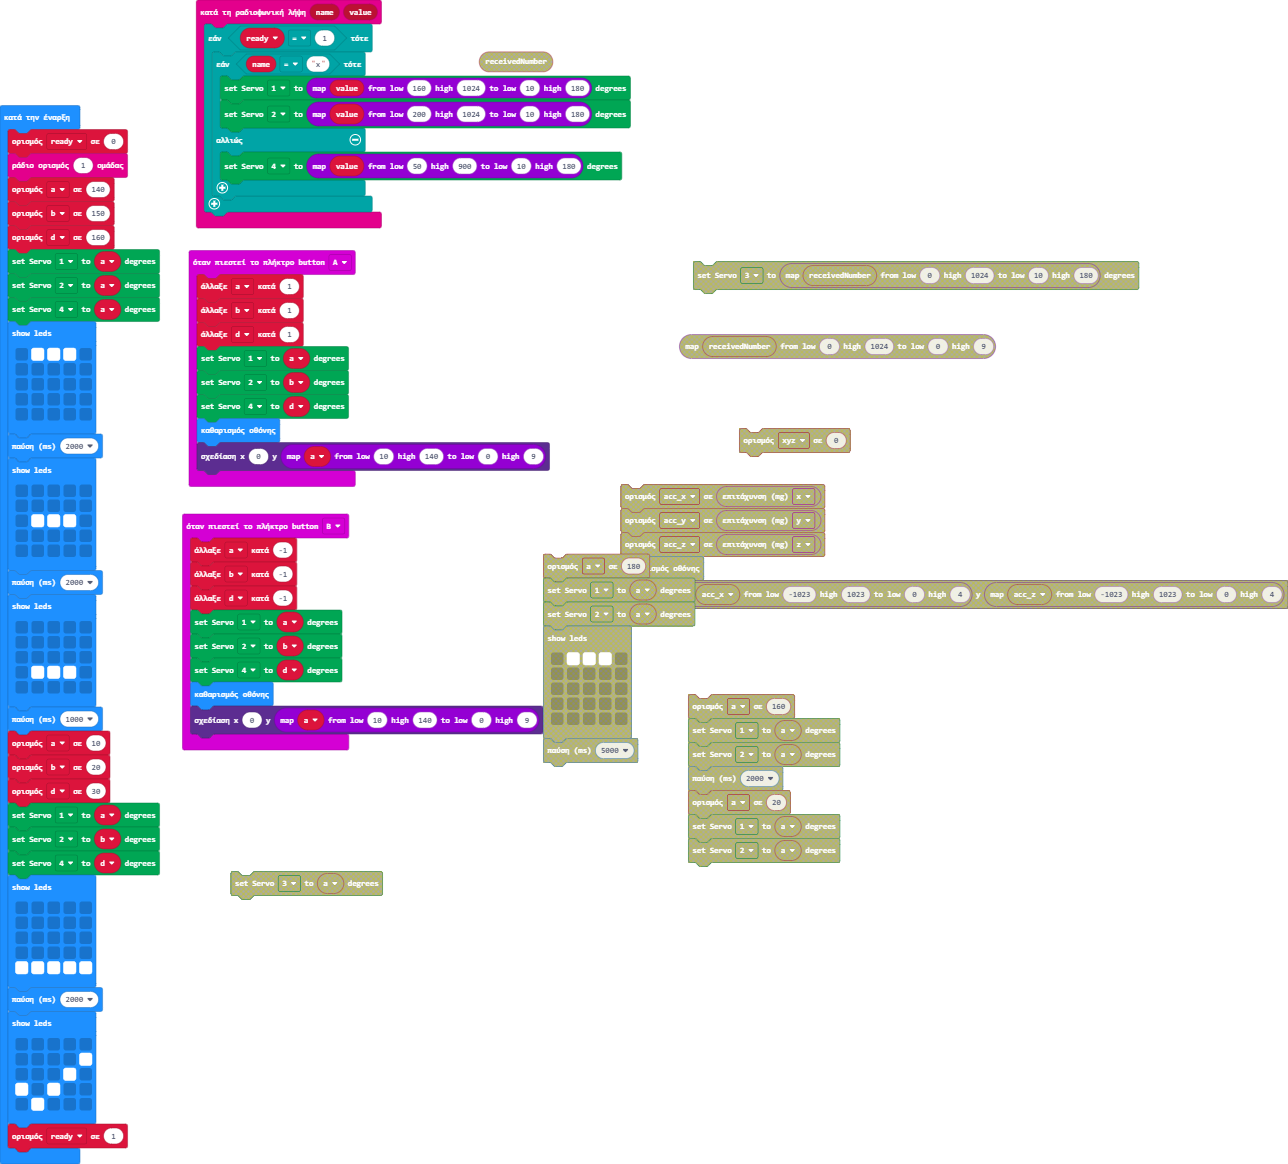 κατά την έναρξη
ορισμός ready σε 0
ράδιο ορισμός 1 ομάδας
ορισμός a σε 140
ορισμός b σε 150
ορισμός d σε 160
set Servo 1 to a degrees
set Servo 2 to a degrees
set Servo 4 to a degrees
show leds
παύση (ms) 2000
show leds
παύση (ms) 2000
show leds
παύση (ms) 1000
ορισμός a σε 10
ορισμός b σε 20
ορισμός d σε 30
set Servo 1 to a degrees
set Servo 2 to b degrees
set Servo 4 to d degrees
show leds
παύση (ms) 2000
show leds
ορισμός ready σε 1
κατά τη ραδιοφωνική λήψη name value
εάν ready = 1 τότε
εάν name = "x" τότε
set Servo 1 to map value from low 160 high 1024 to low 10 high 180 degrees
set Servo 2 to map value from low 200 high 1024 to low 10 high 180 degrees
αλλιώς
set Servo 4 to map value from low 50 high 900 to low 10 high 180 degrees
receivedNumber
όταν πιεστεί το πλήκτρο button A
άλλαξε a κατά 1
άλλαξε b κατά 1
άλλαξε d κατά 1
set Servo 1 to a degrees
set Servo 2 to b degrees
set Servo 4 to d degrees
καθαρισμός οθόνης
σχεδίαση x 0 y map a from low 10 high 140 to low 0 high 9
όταν πιεστεί το πλήκτρο button B
άλλαξε a κατά -1
άλλαξε b κατά -1
άλλαξε d κατά -1
set Servo 1 to a degrees
set Servo 2 to b degrees
set Servo 4 to d degrees
καθαρισμός οθόνης
σχεδίαση x 0 y map a from low 10 high 140 to low 0 high 9
set Servo 3 to a degrees
set Servo 3 to map receivedNumber from low 0 high 1024 to low 10 high 180 degrees
map receivedNumber from low 0 high 1024 to low 0 high 9
ορισμός xyz σε 0
ορισμός acc_x σε επιτάχυνση (mg) x
ορισμός acc_y σε επιτάχυνση (mg) y
ορισμός acc_z σε επιτάχυνση (mg) z
σμός οθόνης
acc_x from low -1023 high 1023 to low 0 high 4 y map acc_z from low -1023 high 1023 to low 0 high 4
ορισμός a σε 180
set Servo 1 to a degrees
set Servo 2 to a degrees
show leds
παύση (ms) 5000
ορισμός a σε 160
set Servo 1 to a degrees
set Servo 2 to a degrees
παύση (ms) 2000
ορισμός a σε 20
set Servo 1 to a degrees
set Servo 2 to a degrees